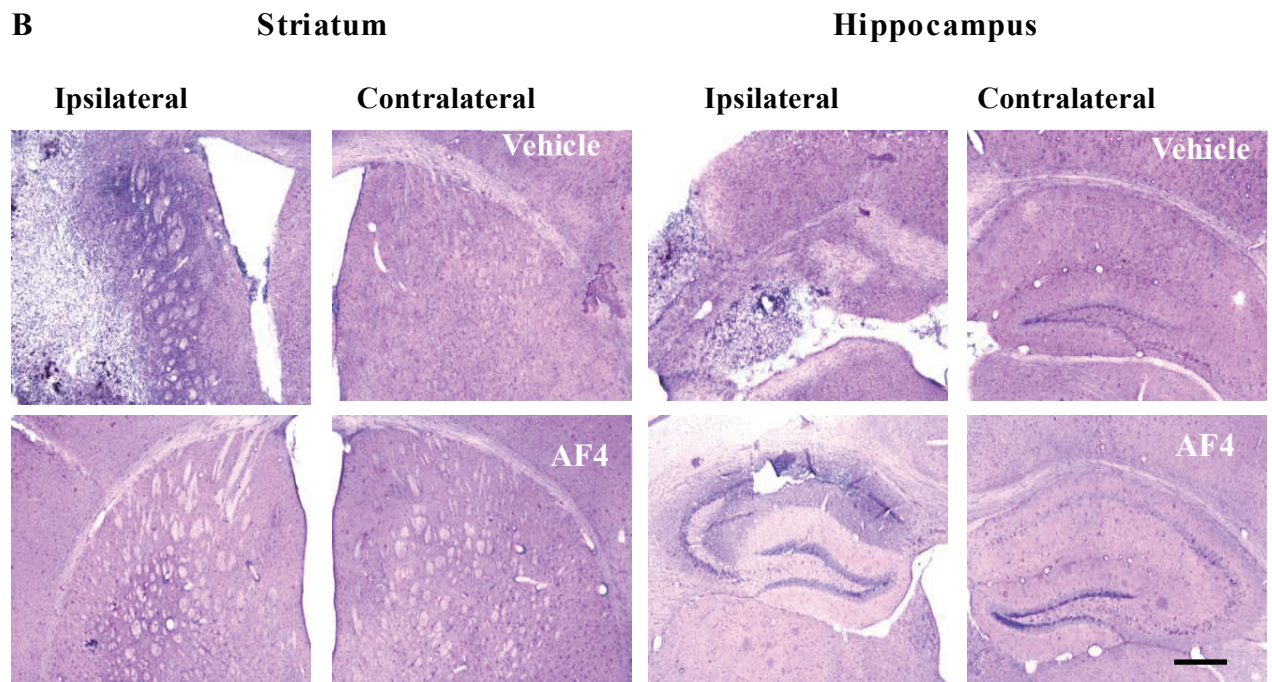 B Striatum Hippocampus
Ipsilateral Contralateral Ipsilateral Contralateral
Vehicle Vehicle
AF4 AF4